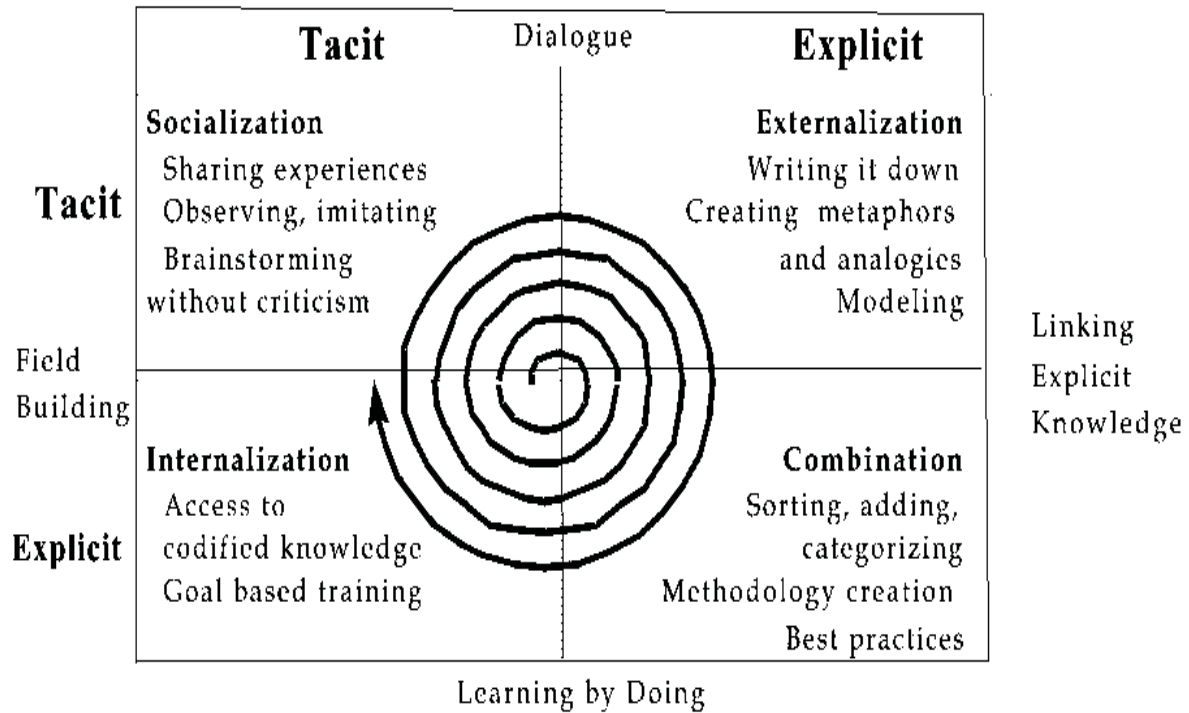 Tacit
Dialogue
Explicit
Socialization
Sharing experiences
Observing, imitating
Brainstorming
without criticism
Externalization
Writing it down
Creating metaphors
and analogies
Modeling
Tacit
Field
Building
Linking
Explicit
Knowledge
Internalization
Access to
codified knowledge
Goal based training
Combination
Sorting, adding,
categorizing
Methodology creation
Best practices
Explicit
Learning by Doing